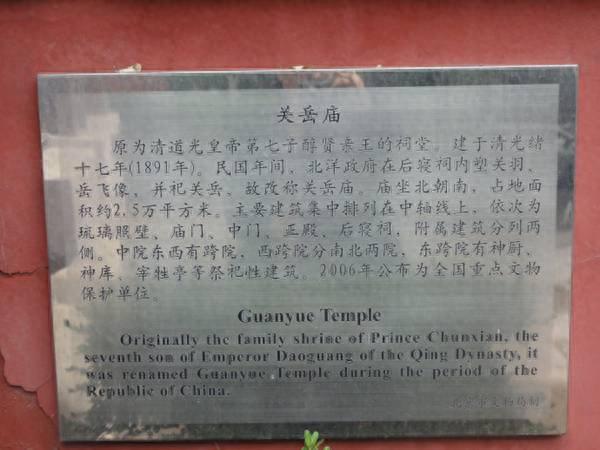 关岳庙
原为清道光皇帝第七子醇贤亲王的祠堂。建于清光绪
十七年(1891年)。民国年间、北洋政府在后寝祠内塑关羽、
岳飞像，并祀关岳、故改称关岳庙。庙坐北朝南，占地面
积约2.5万平方米。主要建筑集中排列在中轴线上，依次为
琉璃照壁、庙门、中门、正殿、后寝祠，附属建筑分列两
侧。中院东西有跨院，西跨院分南北两院，东跨院有神厨、
神库、宰牲亭等祭祀性建筑。2006年公布为全国重点文物
保护单位。
Guanyue Temple
Originally the family shrine of Prince Chunxian, the
seventh son of Emperor Daoguang of the Qing Dynasty, it
was renamed Guanyue Temple during the period of the
Republic of China.
北京市文物局制